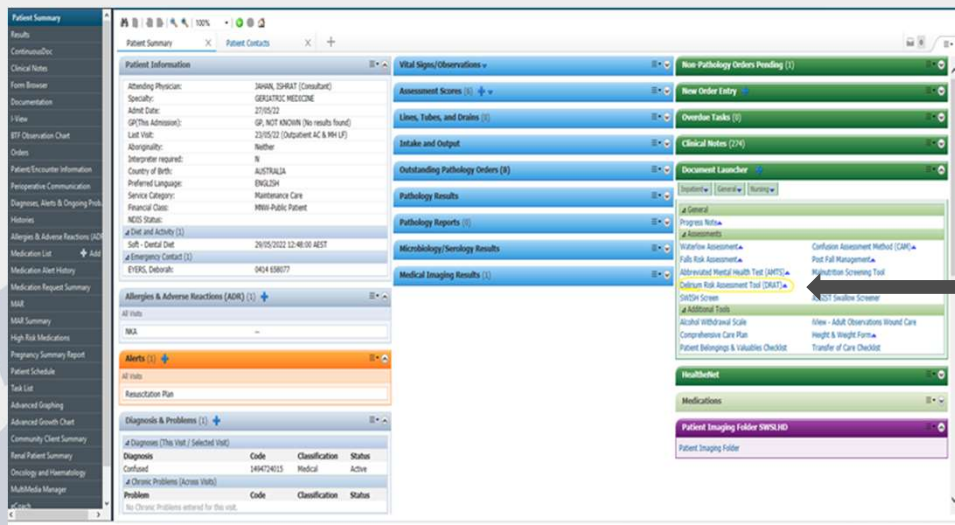 Patient Summary
Results
ContinuousDoc
Clinical Notes
Form Browser
Documentation
I-View
BTF Observation Chart
Orders
Patient/Encounter Information
Perioperative Communication
Diagnoses, Alerts & Ongoing Prob
Histories
Allergies & Adverse Reactions (ADR
Medication List + Add
Medication Alert History
Medication Request Summary
MAR
MAR Summary
High Risk Medications
Pregnancy Summary Report
Patient Schedule
Task List
Advanced Graphing
Advanced Growth Chart
Community Client Summary
Renal Patient Summary
Oncology and Haematology
MultiMedia Manager
eCoach
100%
Patient Summary X Patient Contacts X +
Patient Information
Attending Physician: JAHAN, ISHRAT (Consultant)
Specialty: GERIATRIC MEDICINE
Admit Date: 27/05/22
GP(This Admission): GP, NOT KNOWN (No results found)
Last Visit: 23/05/22 (Outpatient AC & MH LF)
Aboriginality: Neither
Interpreter required: N
Country of Birth: AUSTRALIA
Preferred Language: ENGLISH
Service Category: Maintenance Care
Financial Class: MNWI-Public Patient
NDIS Status:
Diet and Activity (1)
Soft - Dental Diet 29/05/2022 12:48:00 AEST
Emergency Contact (1)
EYERS, Deborah: 0414 658077
Allergies & Adverse Reactions (ADR) (1) +
All Visits
NKA --
Alerts (1) +
All Visits
Resuscitation Plan
Diagnosis & Problems (1) +
Diagnoses (This Visit / Selected Visit)
Diagnosis Code Classification Status
Confused 1494724015 Medical Active
Chronic Problems (Across Visits)
Problem Code Classification Status
No Chronic Problems entered for this visit.
Vital Signs/Observations
Assessment Scores (6) +
Lines, Tubes, and Drains (0)
Intake and Output
Outstanding Pathology Orders (8)
Pathology Results
Pathology Reports (0)
Microbiology/Serology Results
Medical Imaging Results (1)
Non-Pathology Orders Pending (1)
New Order Entry +
Overdue Tasks (0)
Clinical Notes (274)
Document Launcher +
Inpatient General Nursing
General
Progress Note
Assessments
Waterlow Assessment Confusion Assessment Method (CAM)
Falls Risk Assessment Post Fall Management
Abbreviated Mental Health Test (AMTS) Malnutrition Screening Tool
Delirium Risk Assessment Tool (DRAT)
SWISH Screen ASSIST Swallow Screener
Additional Tools
Alcohol Withdrawal Scale iView - Adult Observations Wound Care
Comprehensive Care Plan Height & Weight Form
Patient Belongings & Valuables Checklist Transfer of Care Checklist
HealtheNet
Medications
Patient Imaging Folder SWSLHD
Patient Imaging Folder